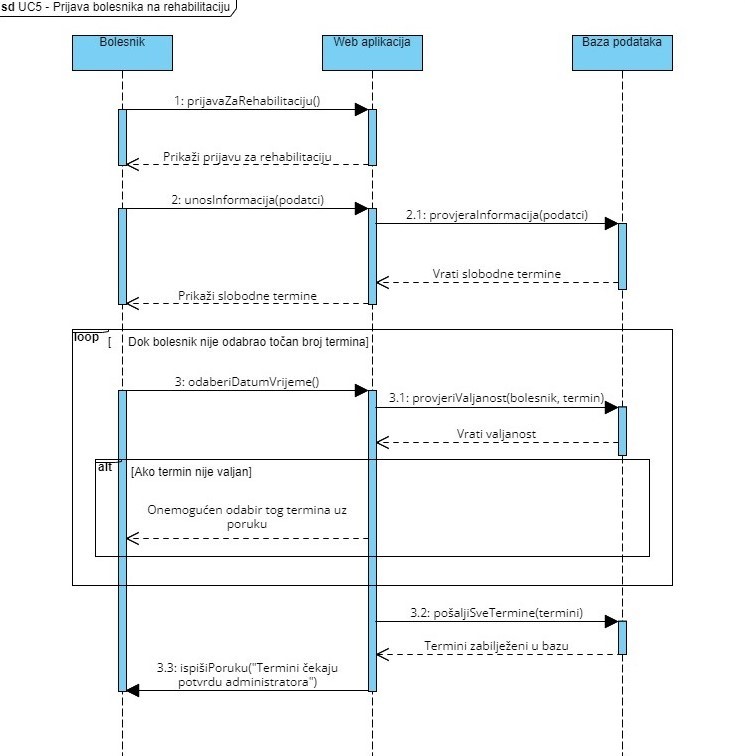 sd UC5 - Prijava bolesnika na rehabilitaciju
Bolesnik
Web aplikacija
Baza podataka
1: prijavaZaRehabilitaciju()
Prikaži prijavu za rehabilitaciju
2: unosInformacija(podatci)
2.1: provjeraInformacija(podatci)
Vrati slobodne termine
Prikaži slobodne termine
loop
[ Dok bolesnik nije odabrao točan broj termina]
3: odaberiDatumVrijeme()
3.1: provjeriValjanost(bolesnik, termin)
Vrati valjanost
alt
[Ako termin nije valjan]
Onemogućen odabir tog termina uz
poruku
3.2: pošaljiSveTermine(termini)
Termini zabilježeni u bazu
3.3: ispišiPoruku("Termini čekaju
potvrdu administratora")